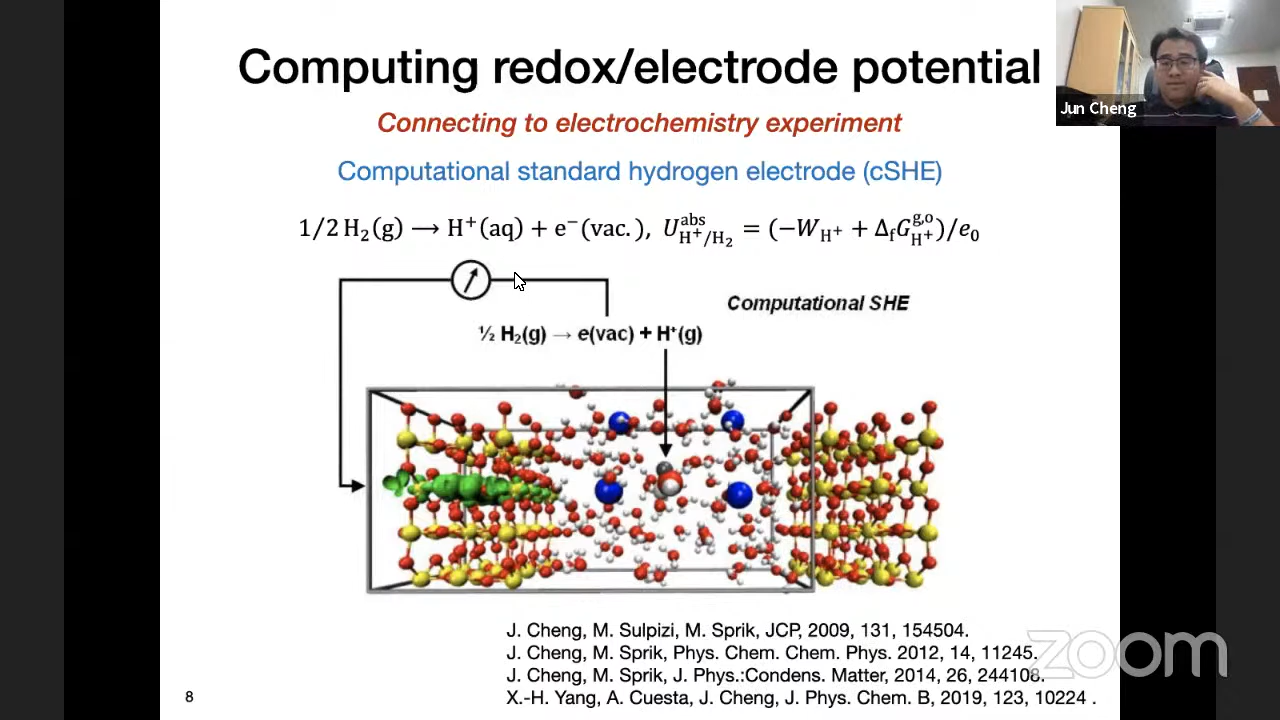 Computing redox/electrode potential
Jun Cheng
Connecting to electrochemistry experiment
Computational standard hydrogen electrode (cSHE)
1/2 H₂(g) ⟶ H⁺(aq) + e⁻(vac.), U^abs_H⁺/H₂ = (−W_H⁺ + Δ_fG^g,o_H⁺)/e₀
Computational SHE
½ H₂(g) → e(vac) + H⁺(g)
J. Cheng, M. Sulpizi, M. Sprik, JCP, 2009, 131, 154504.
J. Cheng, M. Sprik, Phys. Chem. Chem. Phys. 2012, 14, 11245.
J. Cheng, M. Sprik, J. Phys.:Condens. Matter, 2014, 26, 244108.
X.-H. Yang, A. Cuesta, J. Cheng, J. Phys. Chem. B, 2019, 123, 10224 .
zoom
8